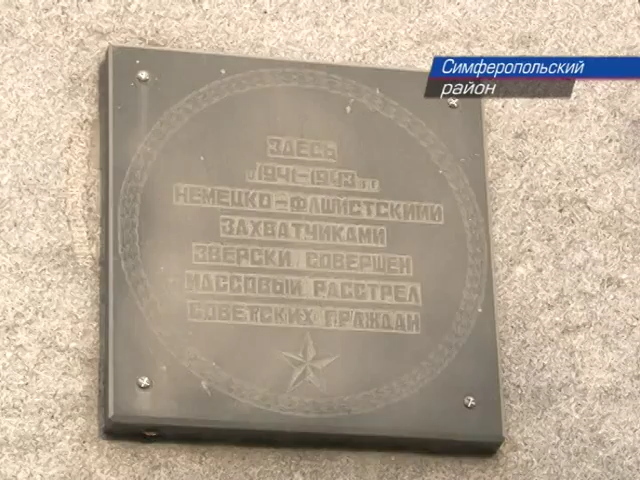 Симферопольский
район
ЗДЕСЬ
1941-1943 г.г.
НЕМЕЦКО-ФАШИСТСКИМИ
ЗАХВАТЧИКАМИ
ЗВЕРСКИ СОВЕРШЕН
МАССОВЫЙ РАССТРЕЛ
СОВЕТСКИХ ГРАЖДАН